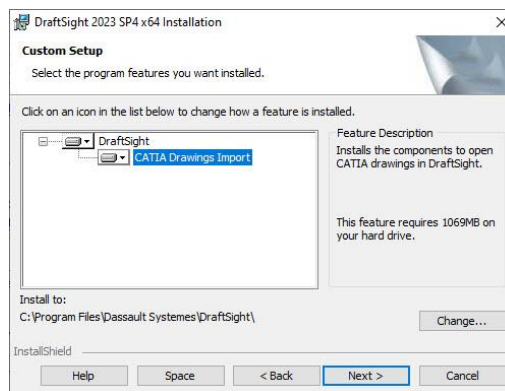 DraftSight 2023 SP4 x64 Installation
Custom Setup
Select the program features you want installed.
Click on an icon in the list below to change how a feature is installed.
DraftSight
CATIA Drawings Import
Feature Description
Installs the components to open
CATIA drawings in DraftSight.
This feature requires 1069MB on
your hard drive.
Install to:
C:\Program Files\Dassault Systemes\DraftSight\
Change...
InstallShield
Help
Space
< Back
Next >
Cancel